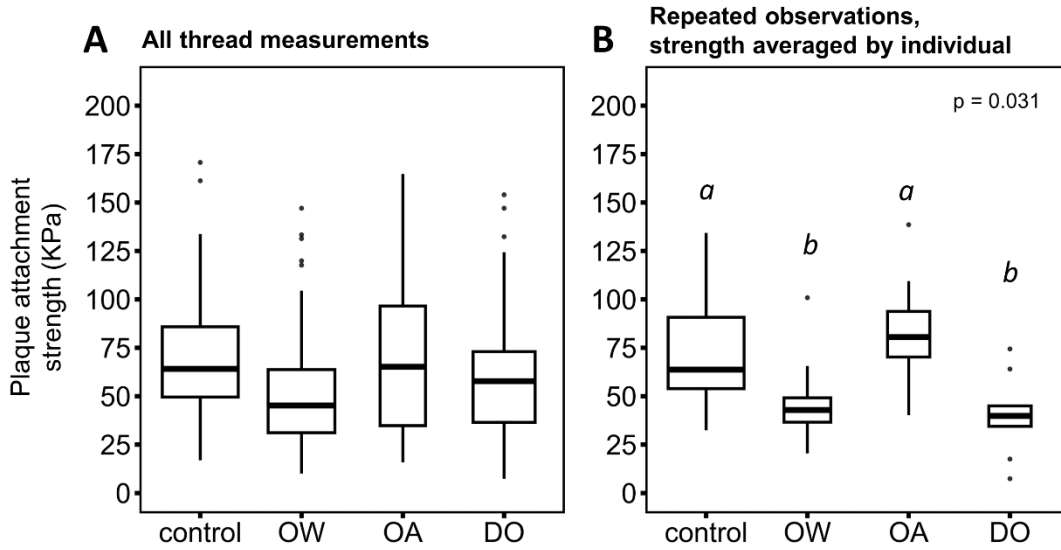 A All thread measurements
B Repeated observations,
strength averaged by individual
Plaque attachment
strength (KPa)
200
175
150
125
100
75
50
25
0
control OW OA DO
p = 0.031
200
175
150
125
100
75
50
25
0
a
b
a
b
control OW OA DO